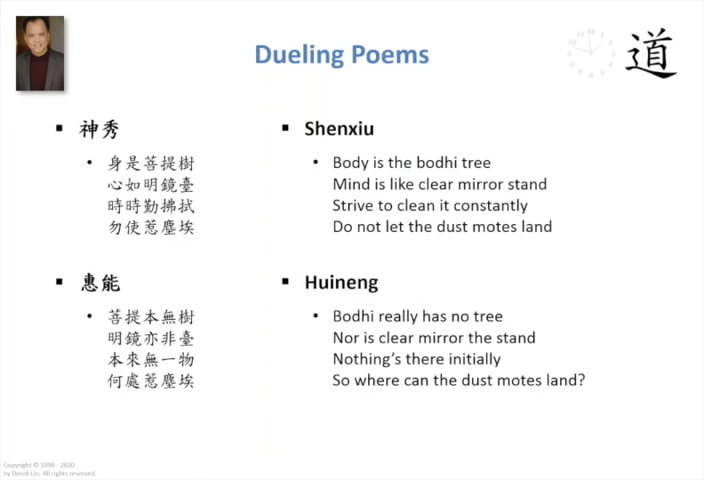 Dueling Poems
道
神秀
身是菩提樹
心如明鏡臺
時時勤拂拭
勿使惹塵埃
Shenxiu
Body is the bodhi tree
Mind is like clear mirror stand
Strive to clean it constantly
Do not let the dust motes land
惠能
菩提本無樹
明鏡亦非臺
本來無一物
何處惹塵埃
Huineng
Bodhi really has no tree
Nor is clear mirror the stand
Nothing's there initially
So where can the dust motes land?
Copyright © 1998 - 2020
by Derek Lin. All rights reserved.